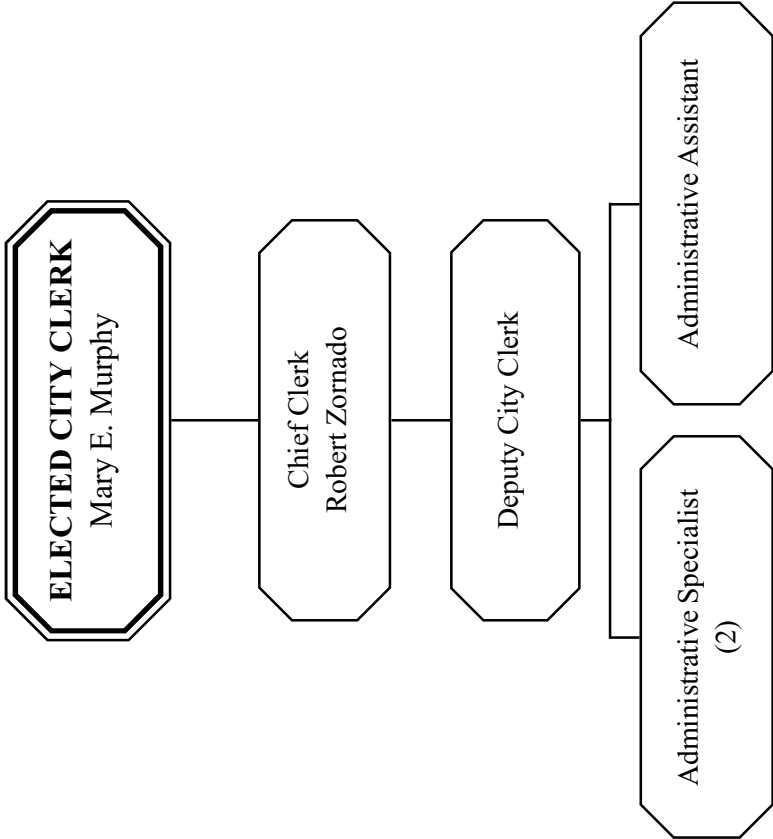 ELECTED CITY CLERK
Mary E. Murphy
Chief Clerk
Robert Zornado
Deputy City Clerk
Administrative Specialist
(2)
Administrative Assistant